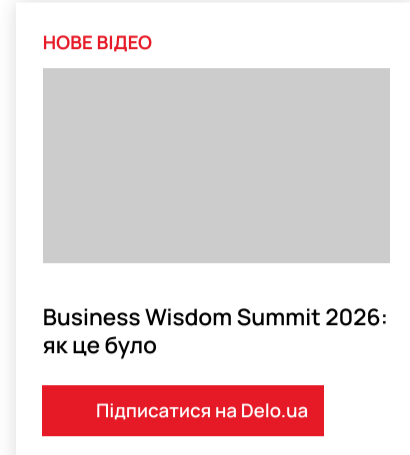 НОВЕ ВІДЕО
Business Wisdom Summit 2026:
як це було
Підписатися на Delo.ua